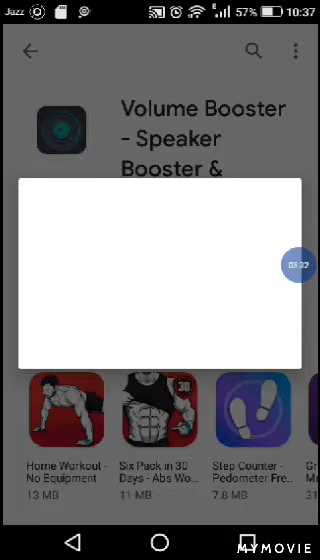 Jazz 57% 10:37
Volume Booster
- Speaker
Booster &
03:22
Home Workout - No Equipment
13 MB
Six Pack in 30 Days - Abs Wo...
11 MB
30
Step Counter - Pedometer Fre...
7.8 MB
MYMOVIE